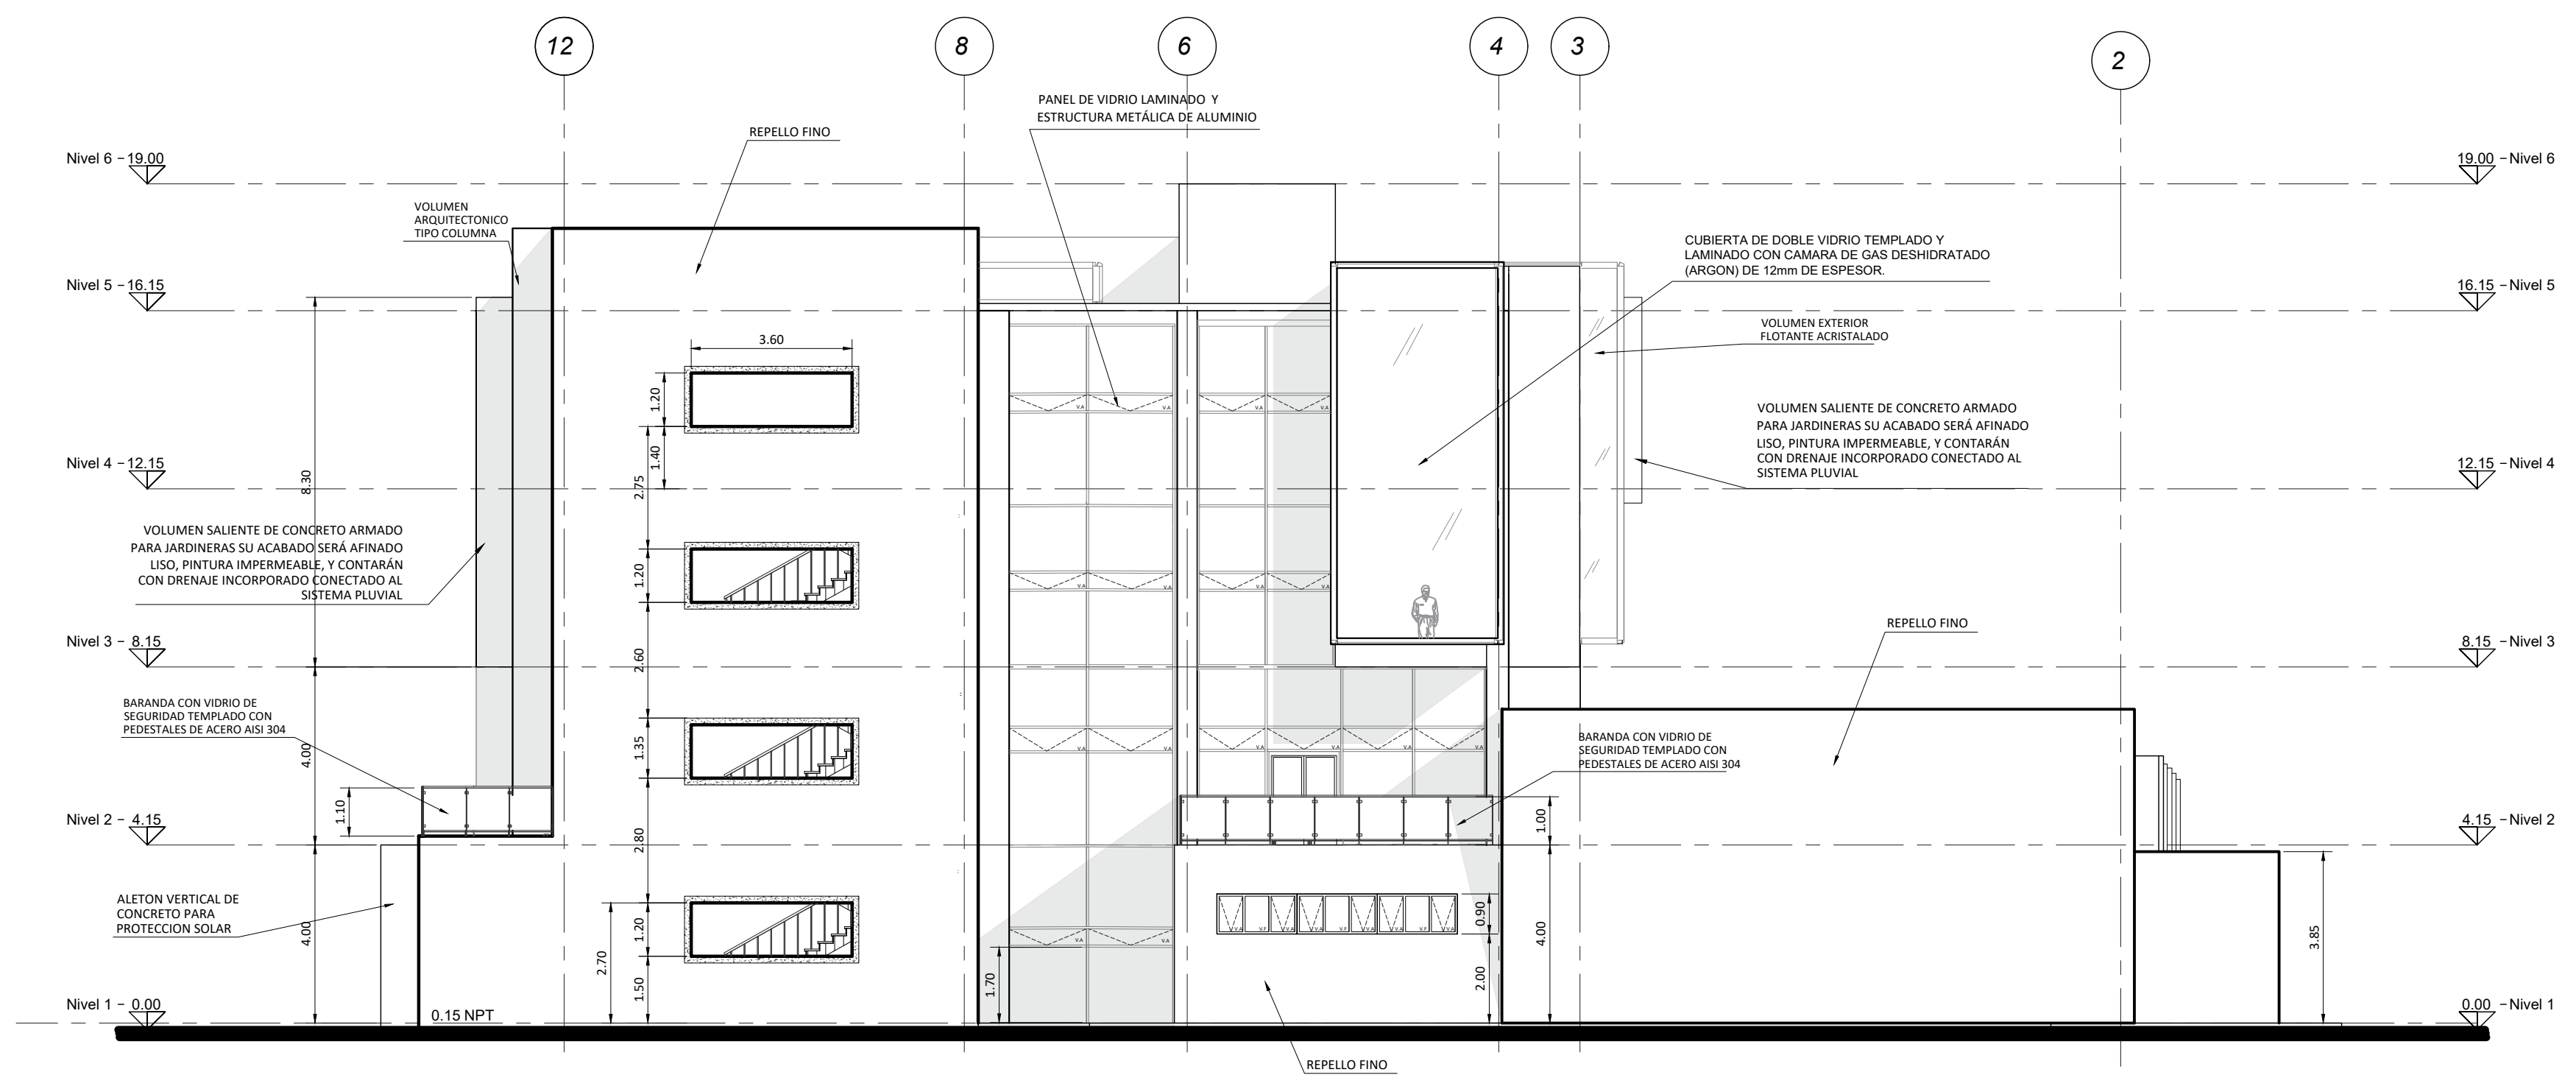 12
8
6
4
3
2
PANEL DE VIDRIO LAMINADO Y
ESTRUCTURA METÁLICA DE ALUMINIO
REPELLO FINO
Nivel 6 - 19.00
19.00 - Nivel 6
VOLUMEN
ARQUITECTONICO
TIPO COLUMNA
CUBIERTA DE DOBLE VIDRIO TEMPLADO Y
LAMINADO CON CAMARA DE GAS DESHIDRATADO
(ARGON) DE 12mm DE ESPESOR.
Nivel 5 - 16.15
16.15 - Nivel 5
VOLUMEN EXTERIOR
FLOTANTE ACRISTALADO
3.60
1.20
1.40
2.75
V.A
V.A
V.A
V.A
VOLUMEN SALIENTE DE CONCRETO ARMADO
PARA JARDINERAS SU ACABADO SERÁ AFINADO
LISO, PINTURA IMPERMEABLE, Y CONTARÁN
CON DRENAJE INCORPORADO CONECTADO AL
SISTEMA PLUVIAL
Nivel 4 - 12.15
12.15 - Nivel 4
8.30
VOLUMEN SALIENTE DE CONCRETO ARMADO
PARA JARDINERAS SU ACABADO SERÁ AFINADO
LISO, PINTURA IMPERMEABLE, Y CONTARÁN
CON DRENAJE INCORPORADO CONECTADO AL
SISTEMA PLUVIAL
1.20
V.A
V.A
V.A
V.A
REPELLO FINO
Nivel 3 - 8.15
8.15 - Nivel 3
2.60
BARANDA CON VIDRIO DE
SEGURIDAD TEMPLADO CON
PEDESTALES DE ACERO AISI 304
4.00
1.35
V.A
V.A
V.A
V.A
V.A
V.A
BARANDA CON VIDRIO DE
SEGURIDAD TEMPLADO CON
PEDESTALES DE ACERO AISI 304
1.10
1.00
Nivel 2 - 4.15
4.15 - Nivel 2
2.80
ALETON VERTICAL DE
CONCRETO PARA
PROTECCION SOLAR
4.00
2.70
1.20
1.50
V.A
V.A
1.70
V.A
V.F
V.A
V.A
V.F
V.A
V.A
V.F
V.A
0.90
2.00
4.00
3.85
Nivel 1 - 0.00
0.00 - Nivel 1
0.15 NPT
REPELLO FINO